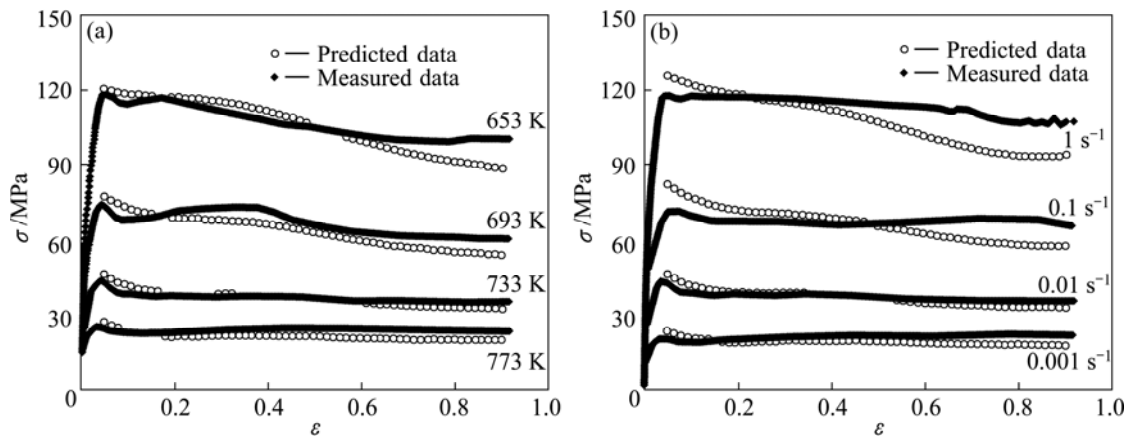 (a)
Predicted data
Measured data
653 K
693 K
733 K
773 K
150
120
90
60
30
0
0.2
0.4
0.6
0.8
1.0
σ /MPa
ε
(b)
Predicted data
Measured data
1 s⁻¹
0.1 s⁻¹
0.01 s⁻¹
0.001 s⁻¹
150
120
90
60
30
0
0.2
0.4
0.6
0.8
1.0
σ /MPa
ε